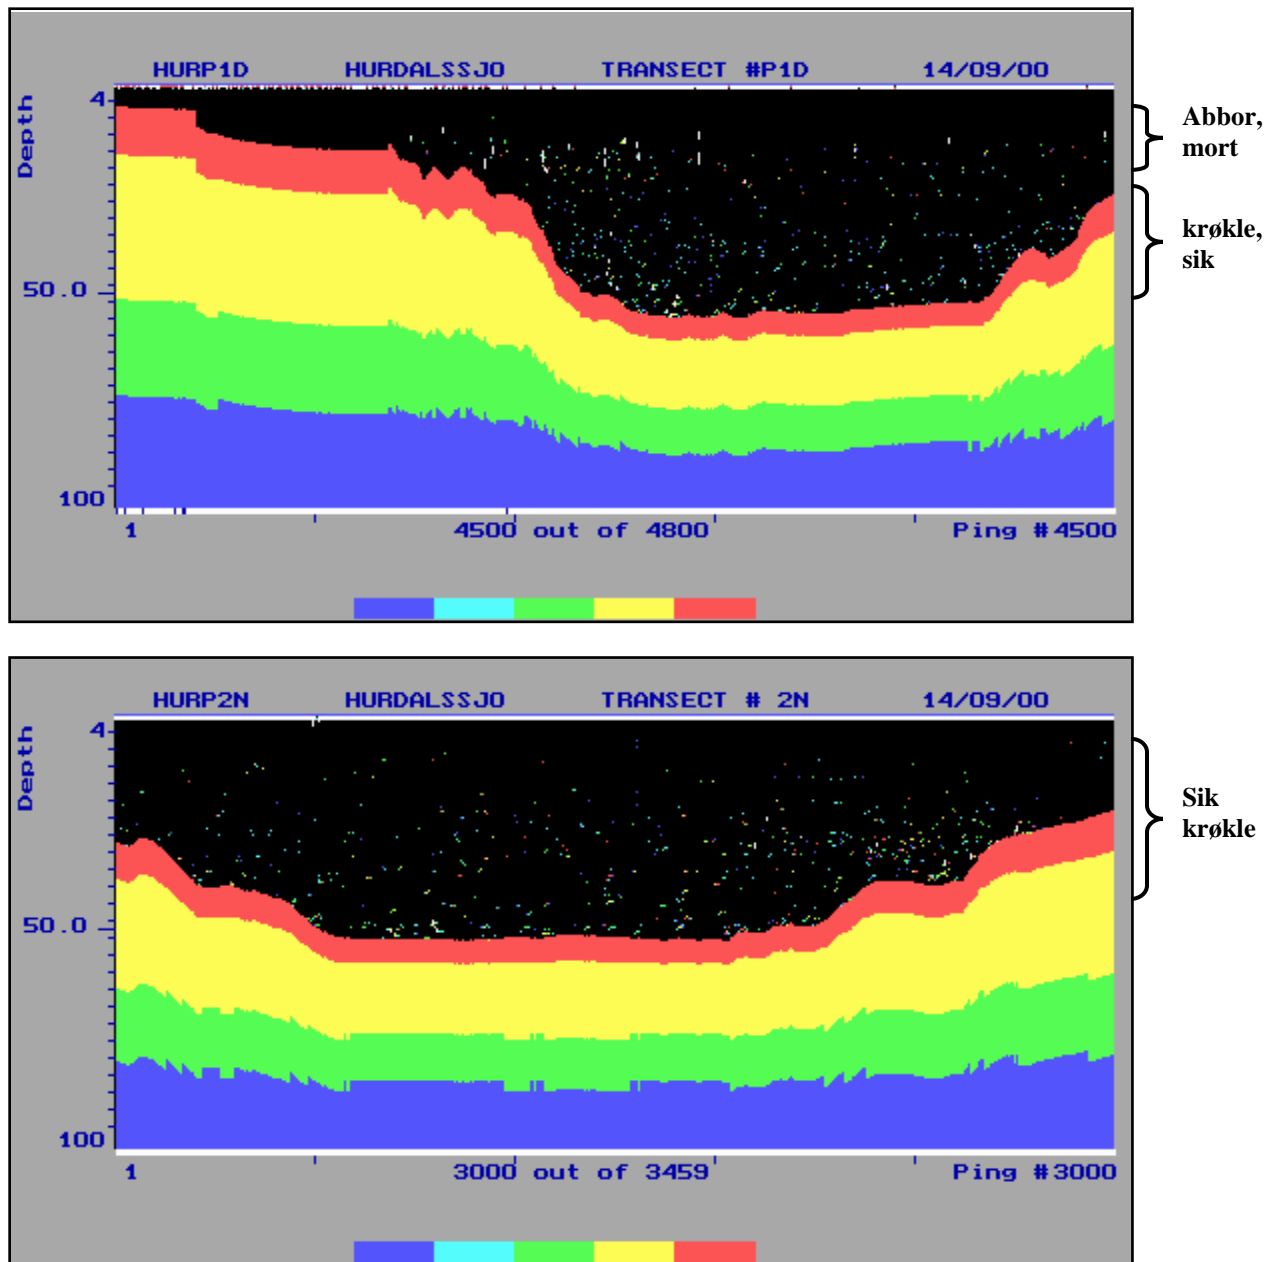 HURP1D HURDALSSJO TRANSECT #P1D 14/09/00
Depth
4
50.0
100
1 4500 out of 4800 Ping #4500
Abbor,
mort
krøkle,
sik
HURP2N HURDALSSJO TRANSECT # 2N 14/09/00
Depth
4
50.0
100
1 3000 out of 3459 Ping #3000
Sik
krøkle